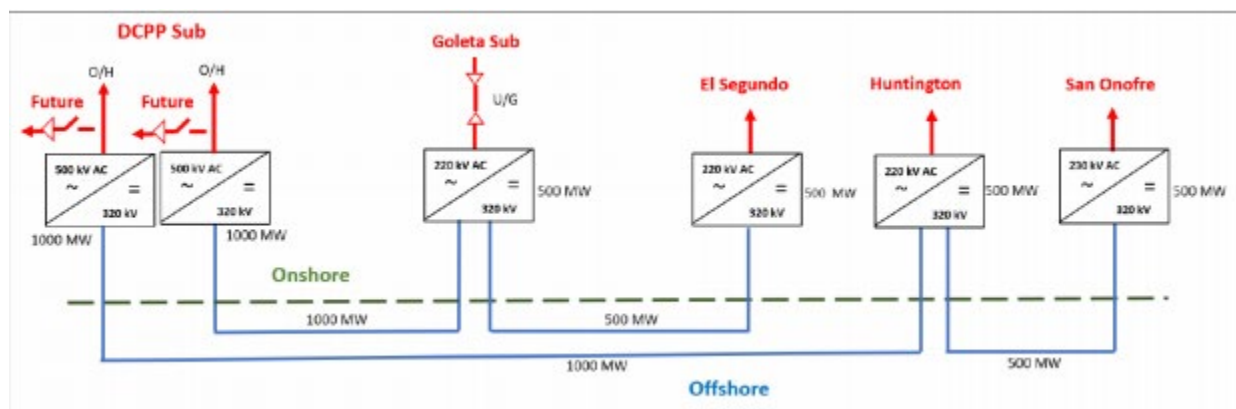 DCPP Sub
O/H
O/H
Future
Future
Goleta Sub
U/G
El Segundo
Huntington
San Onofre
500 kV AC
~
=
320 kV
500 kV AC
~
=
320 kV
220 kV AC
~
=
320 kV
500 MW
220 kV AC
~
=
320 kV
500 MW
220 kV AC
~
=
320 kV
500 MW
230 kV AC
~
=
320 kV
500 MW
1000 MW
1000 MW
Onshore
1000 MW
500 MW
1000 MW
500 MW
Offshore